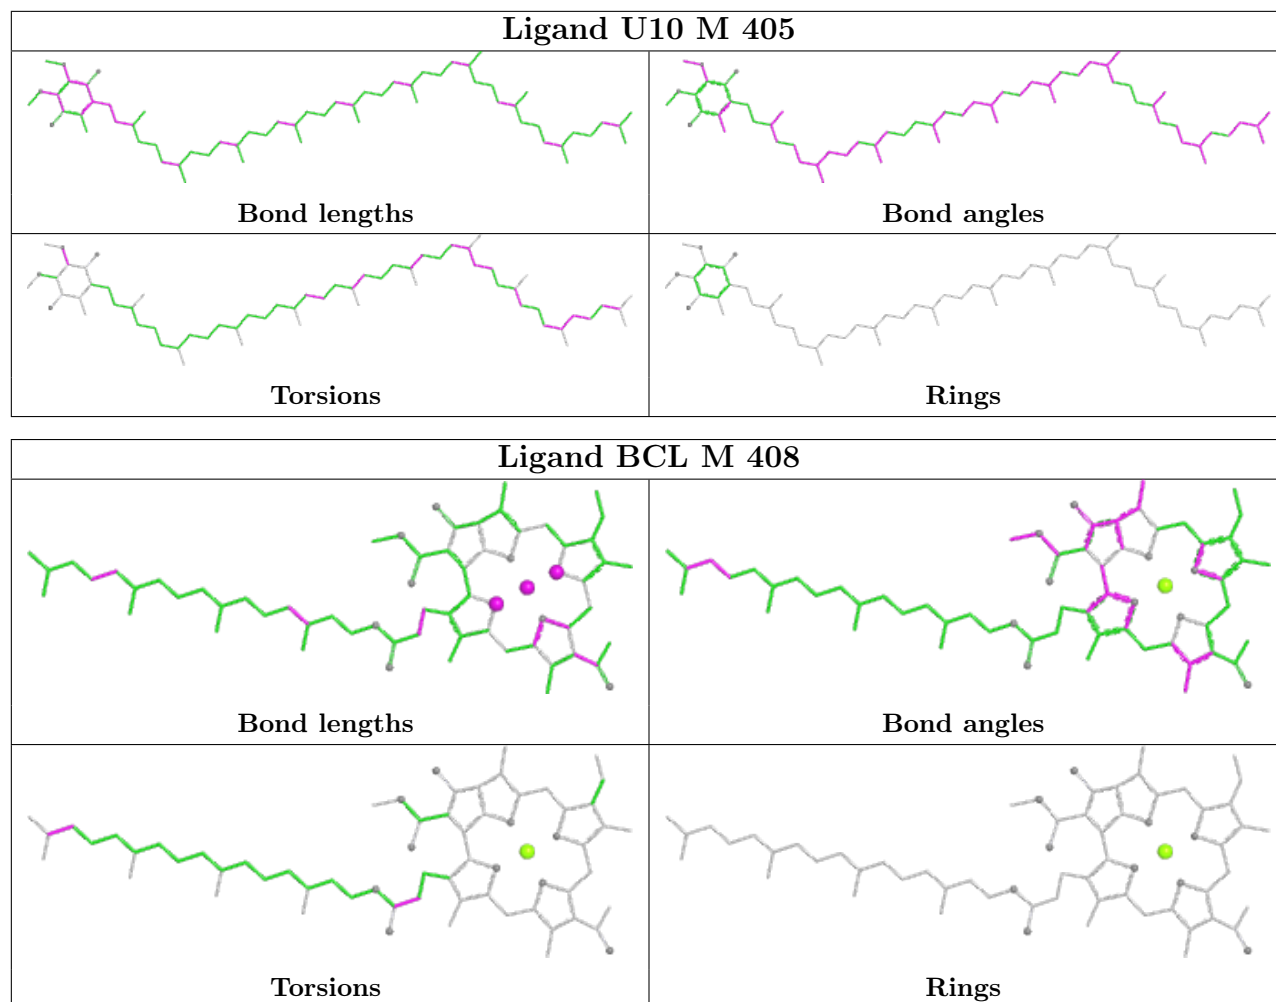 Ligand U10 M 405
Bond lengths
Bond angles
Torsions
Rings
Ligand BCL M 408
Bond lengths
Bond angles
Torsions
Rings